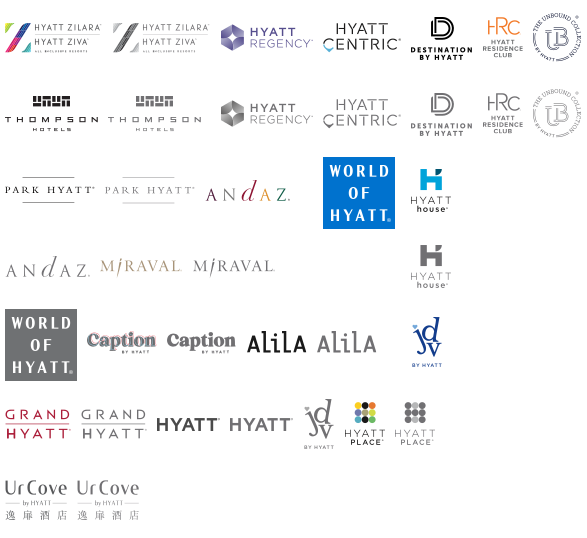 HYATT ZILARA®
HYATT ZIVA®
ALL INCLUSIVE RESORTS
HYATT ZILARA®
HYATT ZIVA®
ALL INCLUSIVE RESORTS
HYATT
REGENCY®
HYATT
CENTRIC®
DESTINATION
BY HYATT
HRC
HYATT
RESIDENCE
CLUB
THE UNBOUND COLLECTION
UB
BY HYATT
THOMPSON
HOTELS
THOMPSON
HOTELS
HYATT
REGENCY®
HYATT
CENTRIC®
DESTINATION
BY HYATT
HRC
HYATT
RESIDENCE
CLUB
THE UNBOUND COLLECTION
UB
BY HYATT
PARK HYATT®
PARK HYATT®
ANdAZ®
WORLD
OF
HYATT®
H
HYATT
house®
ANdAZ®
MIRAVAL®
MIRAVAL®
H
HYATT
house®
WORLD
OF
HYATT®
Caption
BY HYATT
Caption
BY HYATT
ALiLA
ALiLA
jdv
BY HYATT
GRAND
HYATT®
GRAND
HYATT®
HYATT®
HYATT®
jdv
BY HYATT
HYATT
PLACE®
HYATT
PLACE®
UrCove
by HYATT
逸扉酒店
UrCove
by HYATT
逸扉酒店